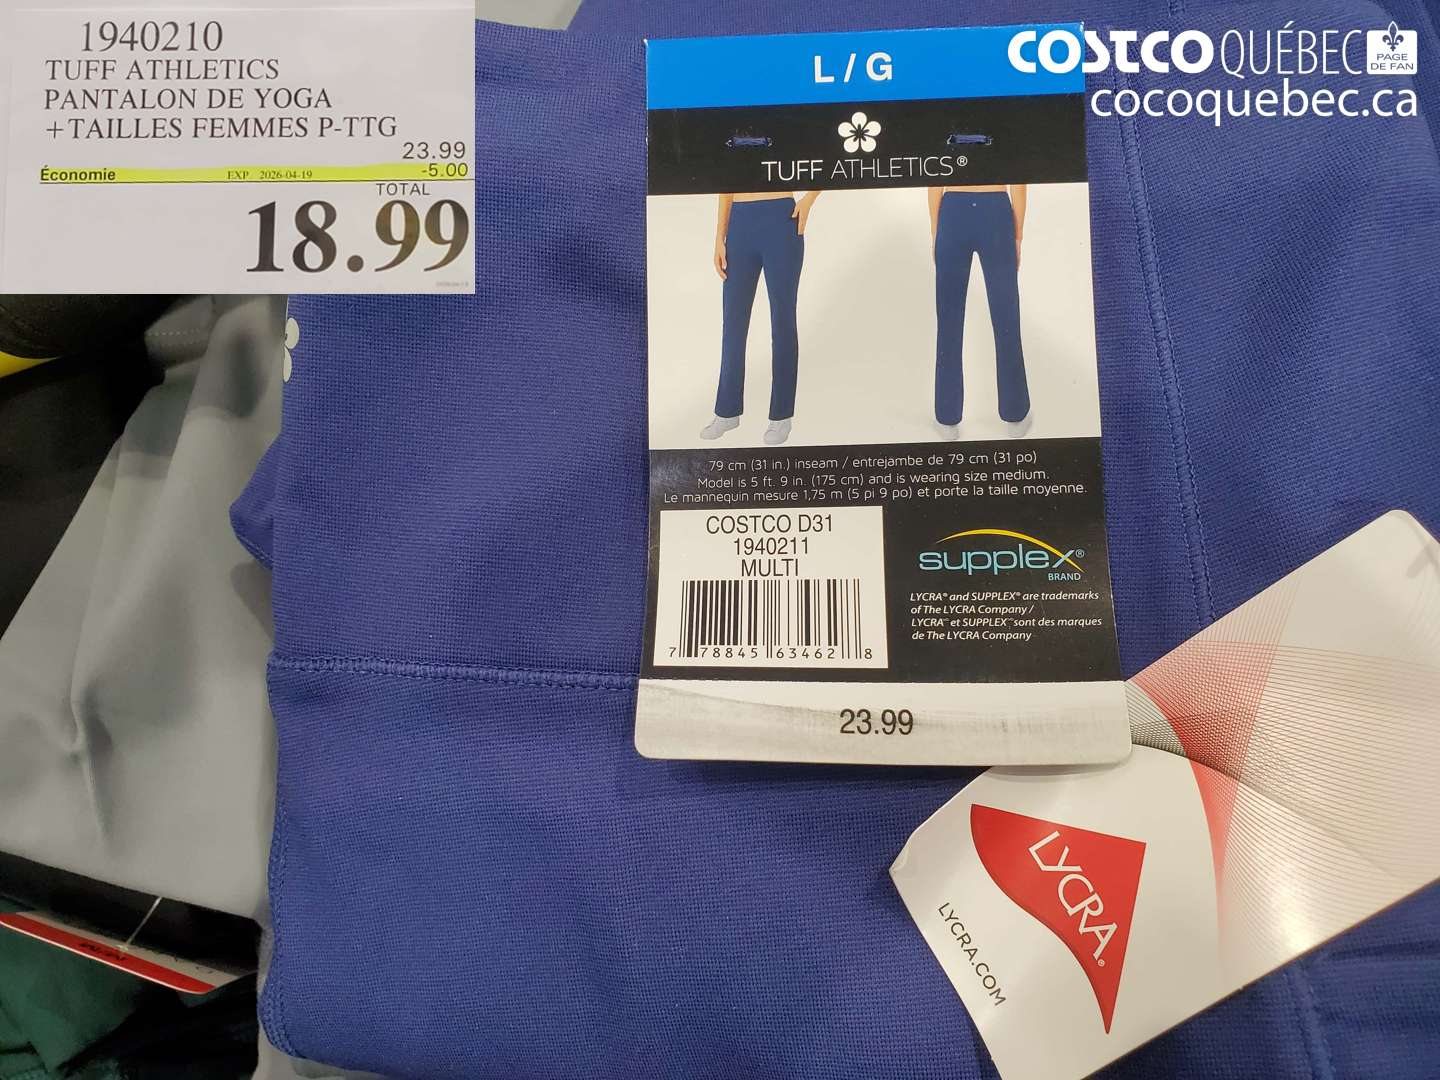 1940210
TUFF ATHLETICS
PANTALON DE YOGA
+TAILLES FEMMES P-TTG
23.99
Économie EXP. 2026-04-19 -5.00
TOTAL
18.99
COSTCO QUÉBEC PAGE DE FAN
cocoquebec.ca
L / G
TUFF ATHLETICS®
79 cm (31 in.) inseam / entrejambe de 79 cm (31 po)
Model is 5 ft. 9 in. (175 cm) and is wearing size medium.
Le mannequin mesure 1,75 m (5 pi 9 po) et porte la taille moyenne.
COSTCO D31
1940211
MULTI
7 78845 63462 8
supplex®
BRAND
LYCRA® and SUPPLEX® are trademarks
of The LYCRA Company /
LYCRA™ et SUPPLEX™ sont des marques
de The LYCRA Company
23.99
LYCRA®
LYCRA.COM